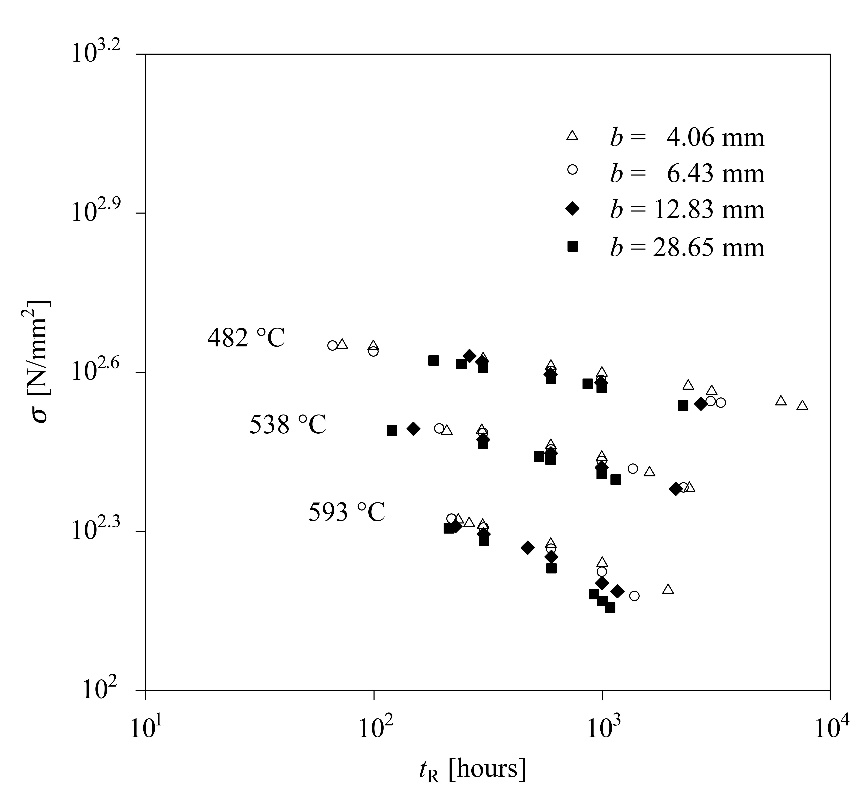 10^3.2
b = 4.06 mm
b = 6.43 mm
b = 12.83 mm
b = 28.65 mm
10^2.9
482 °C
10^2.6
σ [N/mm²]
538 °C
593 °C
10^2.3
10^2
10^1 10^2 10^3 10^4
t_R [hours]